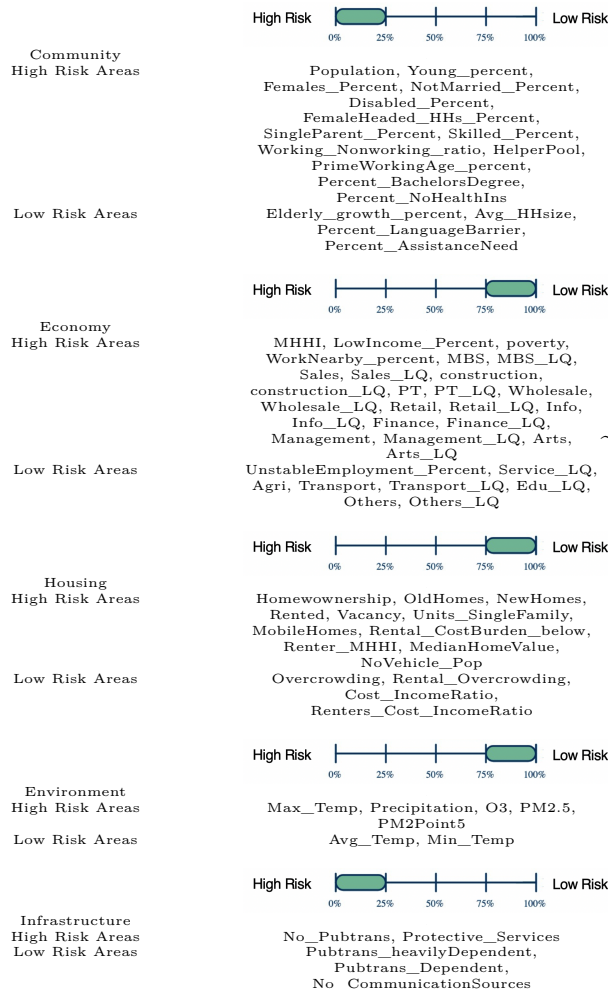 High Risk Low Risk
0% 25% 50% 75% 100%
Community
High Risk Areas Population, Young_percent,
Females_Percent, NotMarried_Percent,
Disabled_Percent,
FemaleHeaded_HHs_Percent,
SingleParent_Percent, Skilled_Percent,
Working_Nonworking_ratio, HelperPool,
PrimeWorkingAge_percent,
Percent_BachelorsDegree,
Percent_NoHealthIns
Low Risk Areas Elderly_growth_percent, Avg_HHsize,
Percent_LanguageBarrier,
Percent_AssistanceNeed
High Risk Low Risk
0% 25% 50% 75% 100%
Economy
High Risk Areas MHHI, LowIncome_Percent, poverty,
WorkNearby_percent, MBS, MBS_LQ,
Sales, Sales_LQ, construction,
construction_LQ, PT, PT_LQ, Wholesale,
Wholesale_LQ, Retail, Retail_LQ, Info,
Info_LQ, Finance, Finance_LQ,
Management, Management_LQ, Arts,
Arts_LQ
Low Risk Areas UnstableEmployment_Percent, Service_LQ,
Agri, Transport, Transport_LQ, Edu_LQ,
Others, Others_LQ
High Risk Low Risk
0% 25% 50% 75% 100%
Housing
High Risk Areas Homewownership, OldHomes, NewHomes,
Rented, Vacancy, Units_SingleFamily,
MobileHomes, Rental_CostBurden_below,
Renter_MHHI, MedianHomeValue,
NoVehicle_Pop
Low Risk Areas Overcrowding, Rental_Overcrowding,
Cost_IncomeRatio,
Renters_Cost_IncomeRatio
High Risk Low Risk
0% 25% 50% 75% 100%
Environment
High Risk Areas Max_Temp, Precipitation, O3, PM2.5,
PM2Point5
Low Risk Areas Avg_Temp, Min_Temp
High Risk Low Risk
0% 25% 50% 75% 100%
Infrastructure
High Risk Areas No_Pubtrans, Protective_Services
Low Risk Areas Pubtrans_heavilyDependent,
Pubtrans_Dependent,
No_CommunicationSources